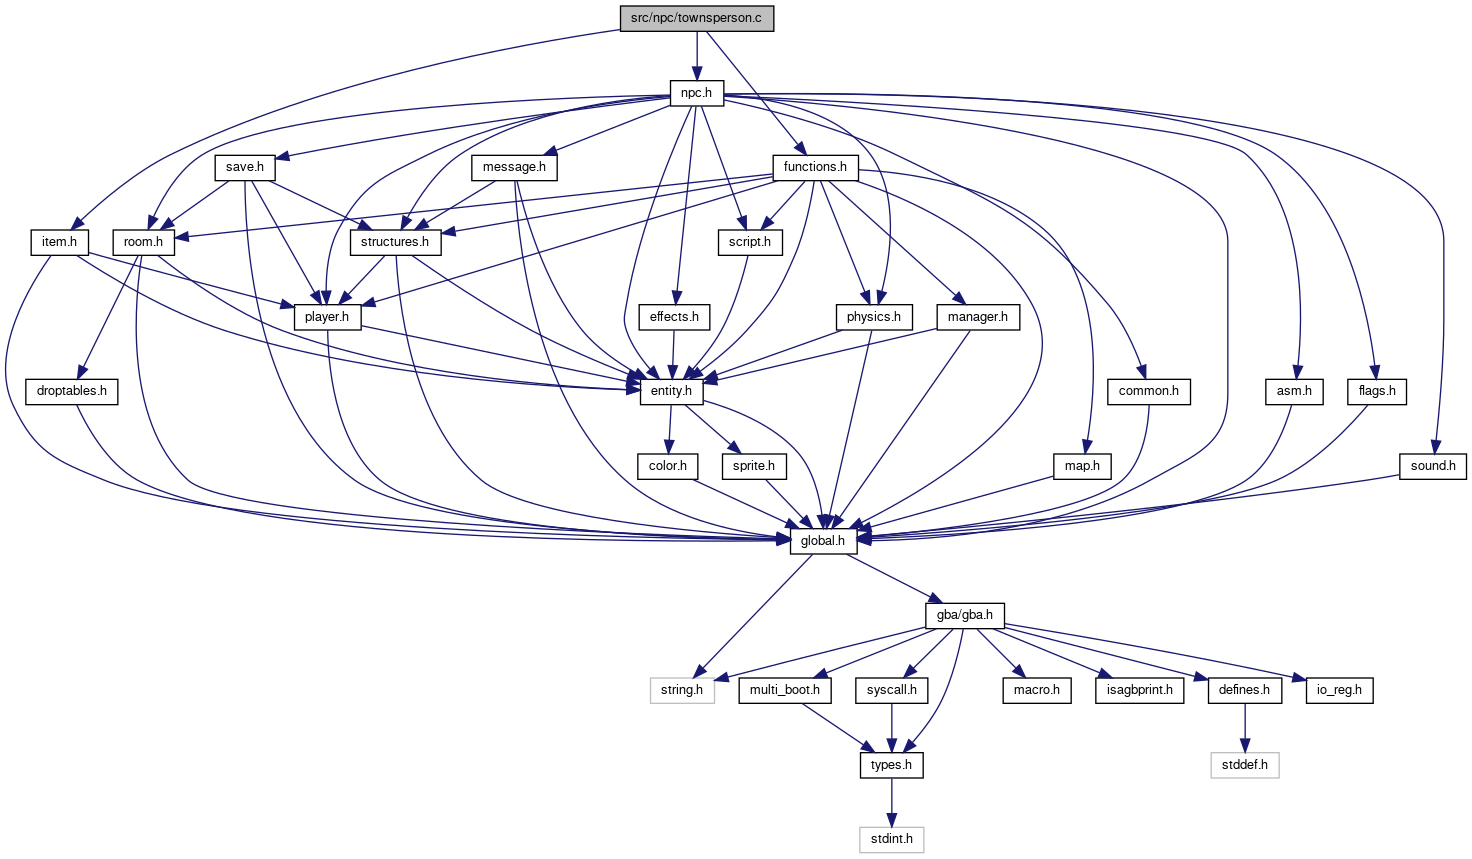 src/npc/townsperson.c
npc.h
save.h
message.h
functions.h
item.h
room.h
structures.h
script.h
player.h
effects.h
physics.h
manager.h
droptables.h
entity.h
common.h
asm.h
flags.h
color.h
sprite.h
map.h
sound.h
global.h
gba/gba.h
string.h
multi_boot.h
syscall.h
macro.h
isagbprint.h
defines.h
io_reg.h
types.h
stddef.h
stdint.h